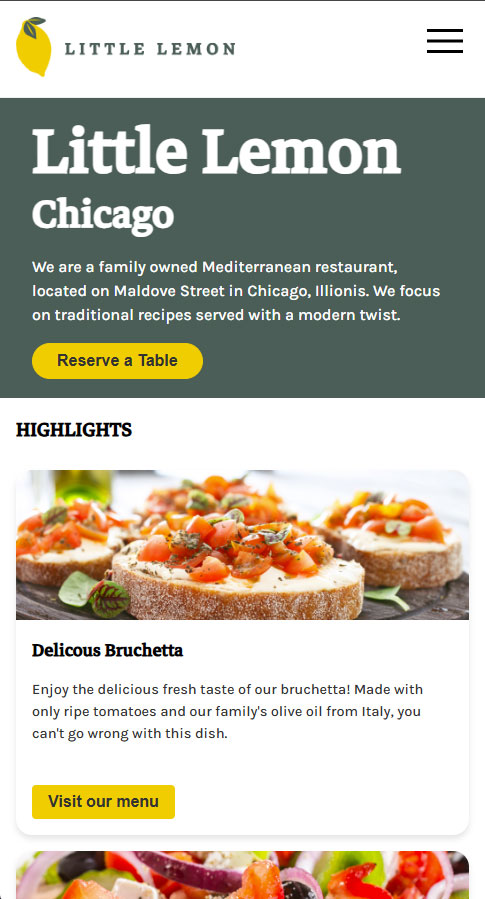 LITTLE LEMON
Little Lemon
Chicago
We are a family owned Mediterranean restaurant,
located on Maldove Street in Chicago, Illionis. We focus
on traditional recipes served with a modern twist.
Reserve a Table
HIGHLIGHTS
Delicous Bruchetta
Enjoy the delicious fresh taste of our bruchetta! Made with
only ripe tomatoes and our family's olive oil from Italy, you
can't go wrong with this dish.
Visit our menu